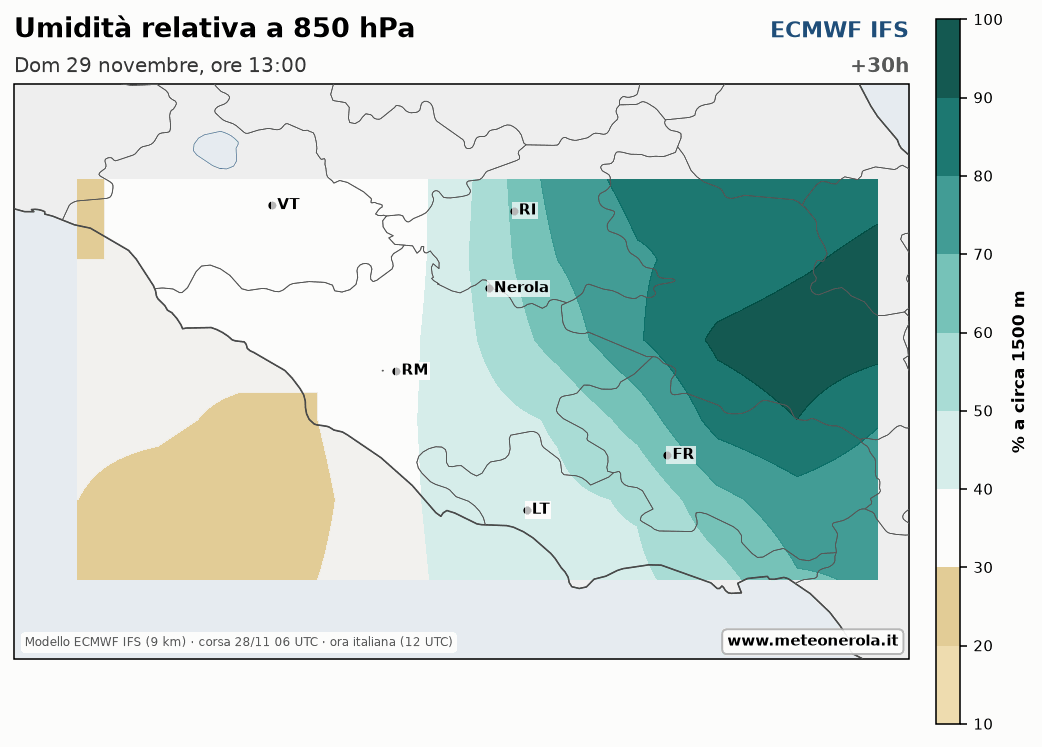 Umidità relativa a 850 hPa
ECMWF IFS
Dom 29 novembre, ore 13:00
+30h
VT
RI
Nerola
RM
FR
LT
100
90
80
70
60
50
40
30
20
10
% a circa 1500 m
Modello ECMWF IFS (9 km) · corsa 28/11 06 UTC · ora italiana (12 UTC)
www.meteonerola.it